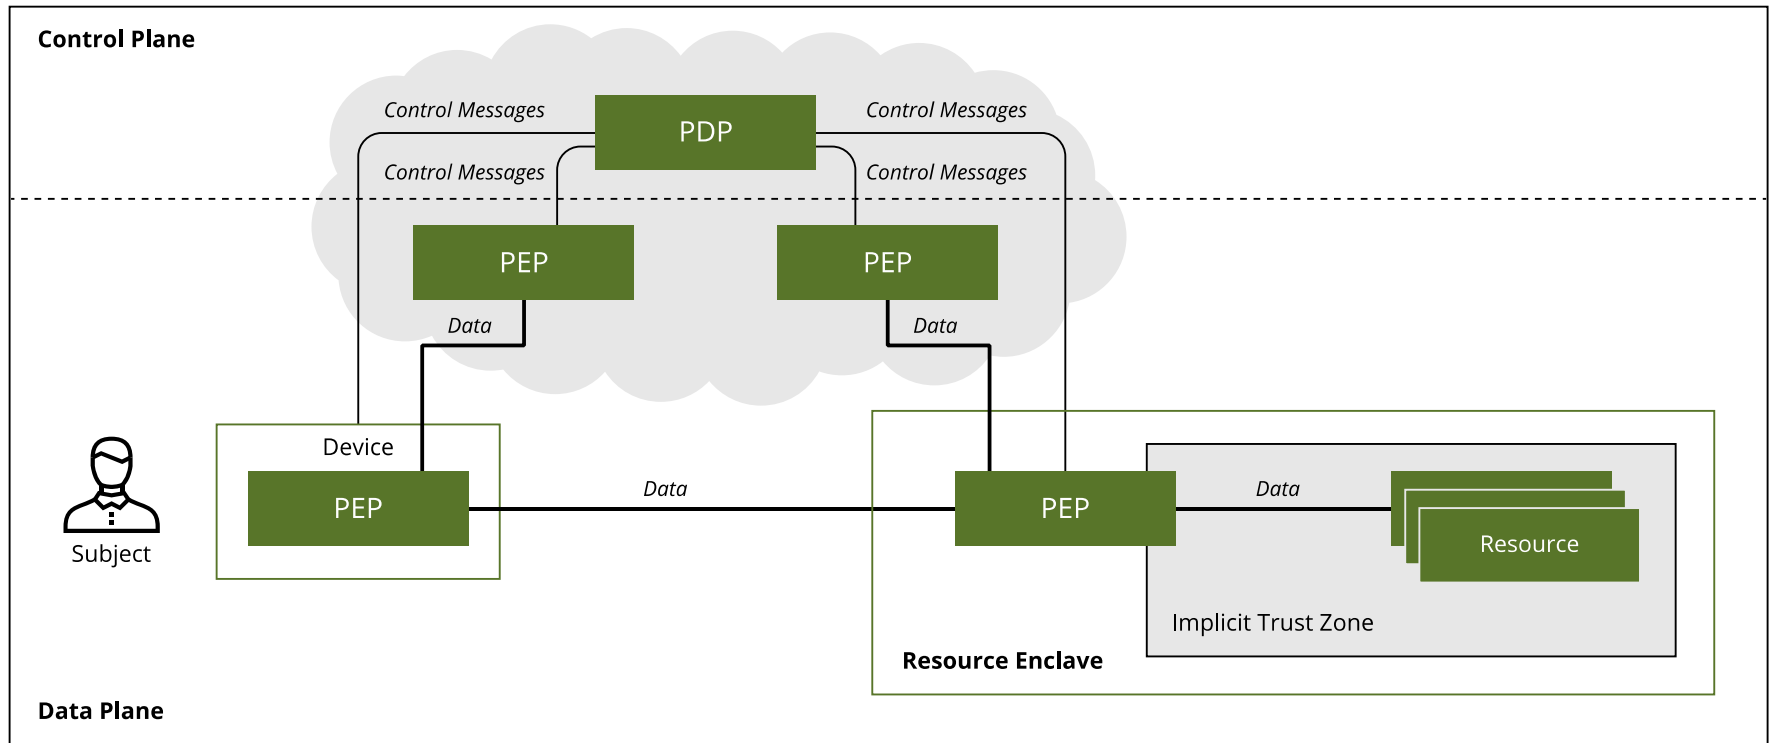 Control Plane
Control Messages
Control Messages
PDP
Control Messages
Control Messages
PEP
PEP
Data
Data
Device
PEP
Data
PEP
Data
Resource
Subject
Implicit Trust Zone
Resource Enclave
Data Plane